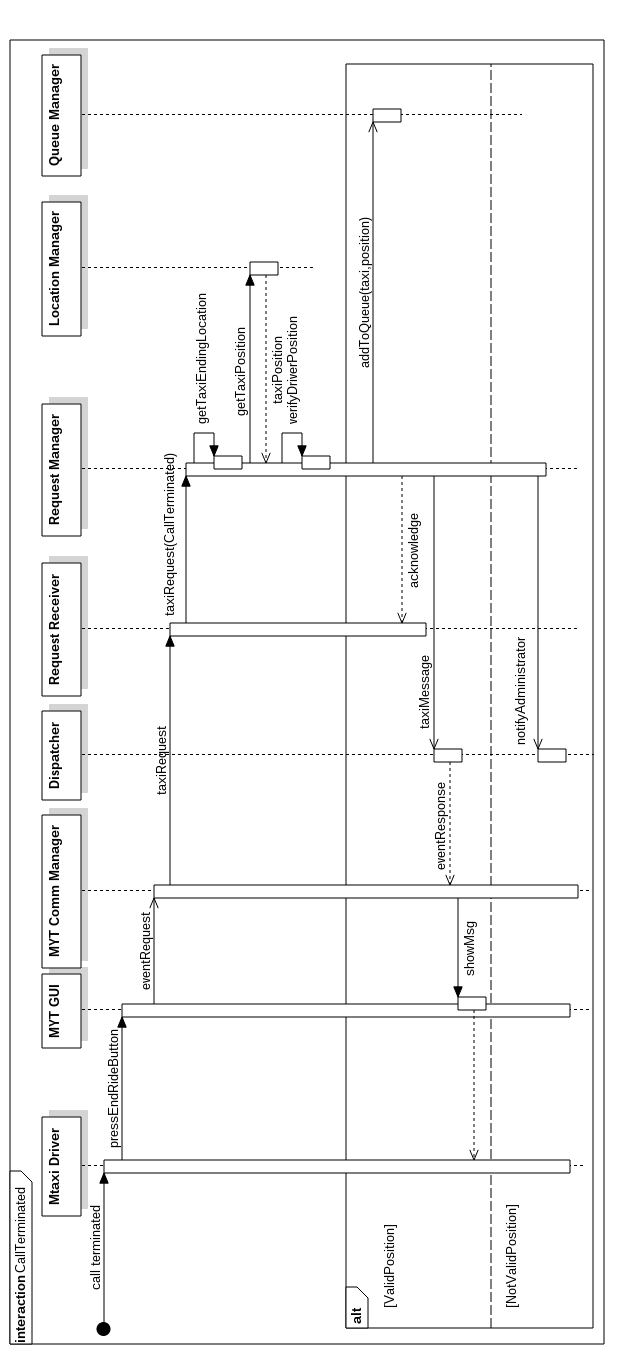 interaction CallTerminated
Mtaxi Driver
MYT GUI
MYT Comm Manager
Dispatcher
Request Receiver
Request Manager
Location Manager
Queue Manager
call terminated
pressEndRideButton
eventRequest
taxiRequest
taxiRequest(CallTerminated)
getTaxiEndingLocation
getTaxiPosition
taxiPosition
verifyDriverPosition
alt
[ValidPosition]
addToQueue(taxi,position)
acknowledge
taxiMessage
eventResponse
showMsg
[NotValidPosition]
notifyAdministrator